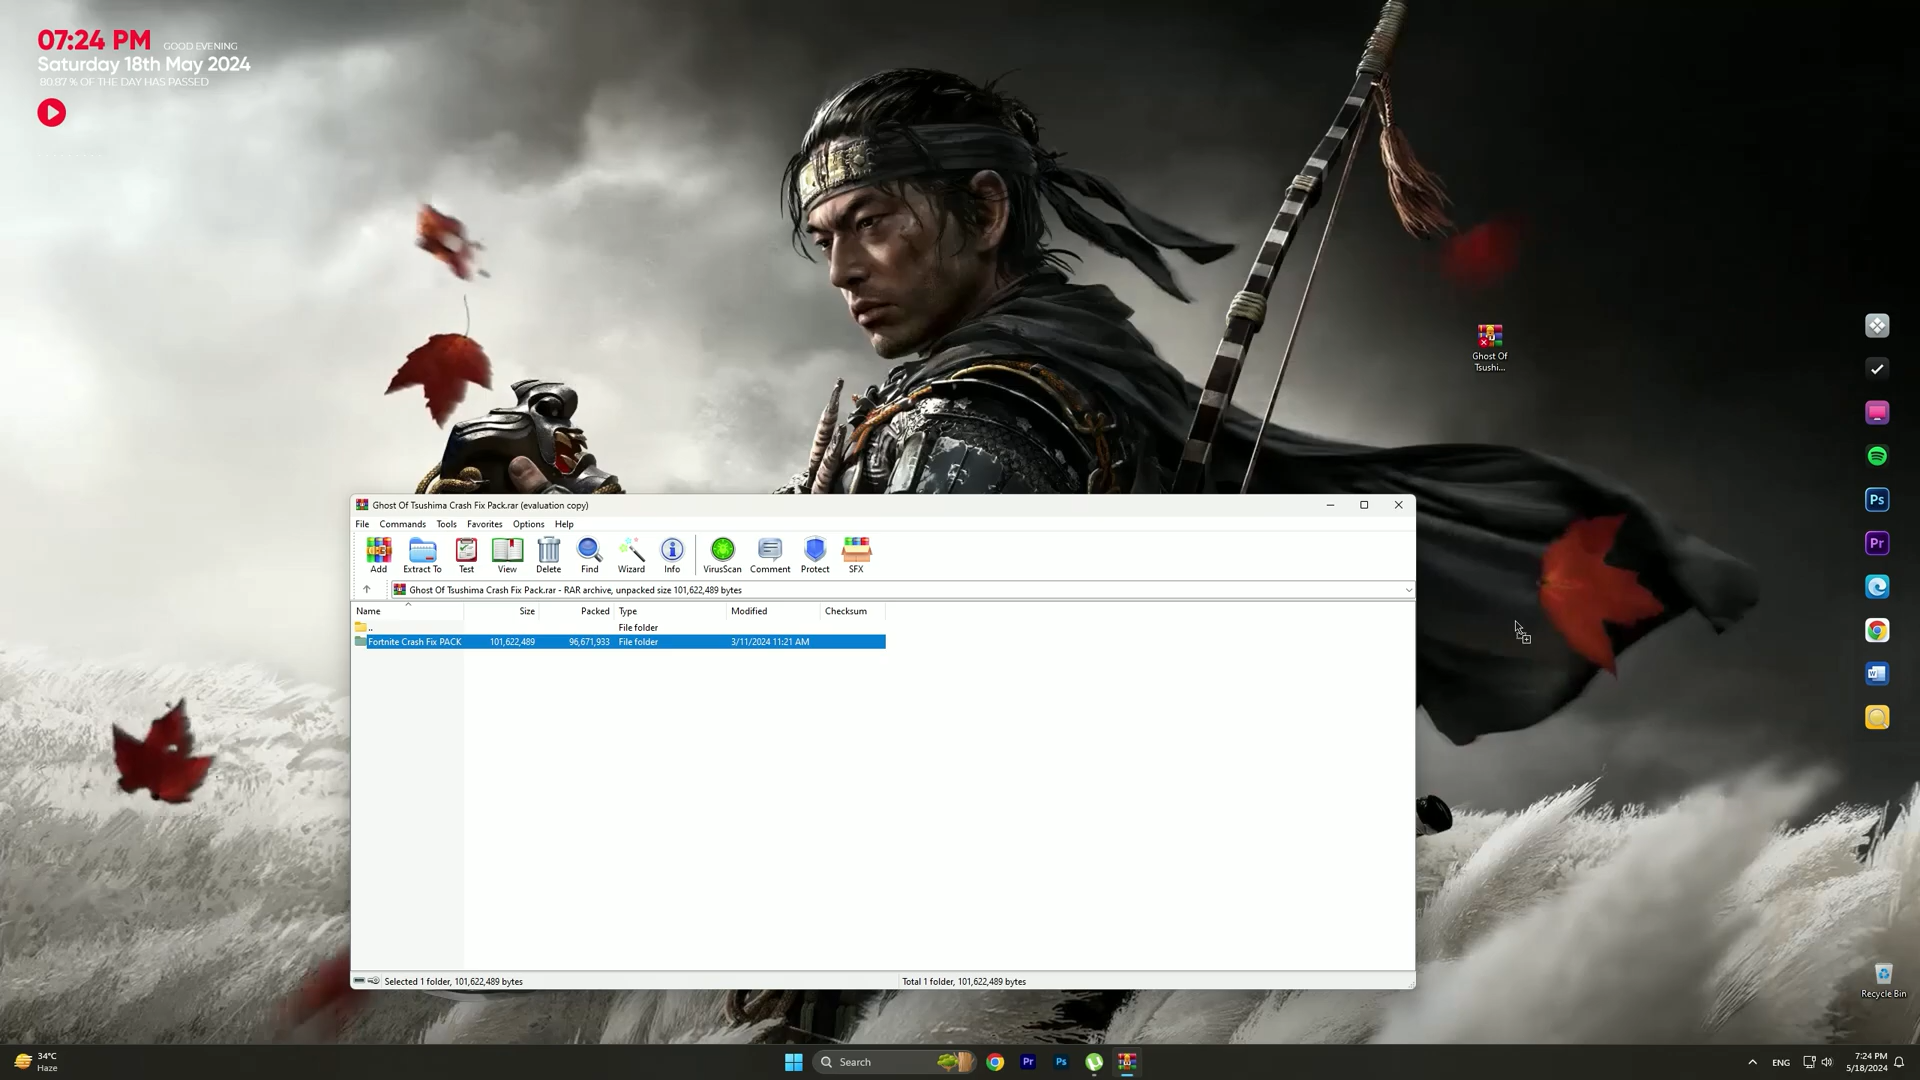 07:24 PM GOOD EVENING
Saturday 18th May 2024
80.87 % OF THE DAY HAS PASSED
Ghost Of
Tsushi...
Ps
Pr
Ghost Of Tsushima Crash Fix Pack.rar (evaluation copy)
File Commands Tools Favorites Options Help
Add Extract To Test View Delete Find Wizard Info VirusScan Comment Protect SFX
Ghost Of Tsushima Crash Fix Pack.rar - RAR archive, unpacked size 101,622,489 bytes
Name Size Packed Type Modified Checksum
.. File folder
Fortnite Crash Fix PACK 101,622,489 96,671,933 File folder 3/11/2024 11:21 AM
Selected 1 folder, 101,622,489 bytes Total 1 folder, 101,622,489 bytes
Recycle Bin
34°C
Haze
Search
Pr
Ps
ENG
7:24 PM
5/18/2024